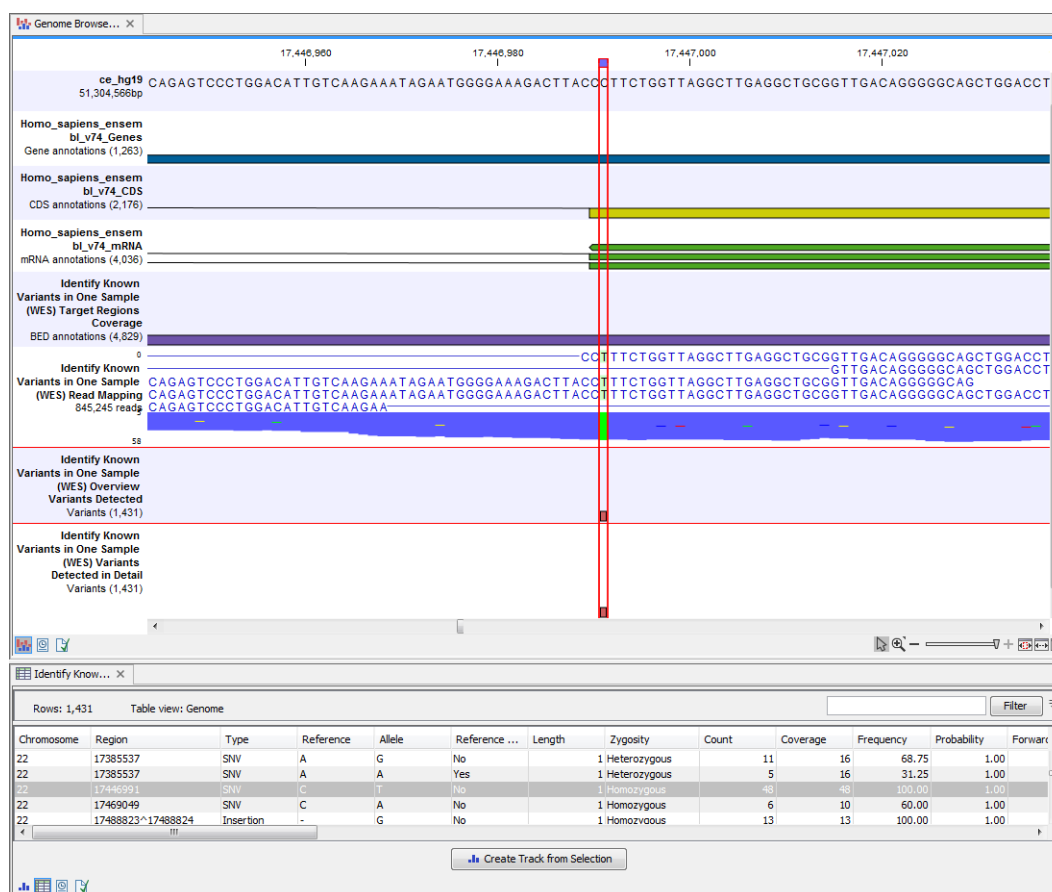 Genome Browse...
17,446,960 17,446,980 17,447,000 17,447,020
ce_hg19 CAGAGTCCCTGGACATTGTCAAGAAATAGAATGGGGAAAGACTTACCCTTCTGGTTAGGCTTGAGGCTGCGGTTGACAGGGGGCAGCTGGACCT
51,304,566bp
Homo_sapiens_ensem
bl_v74_Genes
Gene annotations (1,263)
Homo_sapiens_ensem
bl_v74_CDS
CDS annotations (2,176)
Homo_sapiens_ensem
bl_v74_mRNA
mRNA annotations (4,036)
Identify Known
Variants in One Sample
(WES) Target Regions
Coverage
BED annotations (4,829)
0 CCTTTCTGGTTAGGCTTGAGGCTGCGGTTGACAGGGGGCAGCTGGACCT
Identify Known GTTGACAGGGGGCAGCTGGACCT
Variants in One Sample CAGAGTCCCTGGACATTGTCAAGAAATAGAATGGGGAAAGACTTACCTTTCTGGTTAGGCTTGAGGCTGCGGTTGACAGGGGGCAG
(WES) Read Mapping CAGAGTCCCTGGACATTGTCAAGAAATAGAATGGGGAAAGACTTACCTTTCTGGTTAGGCTTGAGGCTGCGGTTGACAGGGGGCAGCTGGACCT
845,245 reads CAGAGTCCCTGGACATTGTCAAGAA
58
Identify Known
Variants in One Sample
(WES) Overview
Variants Detected
Variants (1,431)
Identify Known
Variants in One Sample
(WES) Variants
Detected in Detail
Variants (1,431)
Identify Know...
Rows: 1,431 Table view: Genome Filter
Chromosome Region Type Reference Allele Reference ... Length Zygosity Count Coverage Frequency Probability Forward
22 17385537 SNV A G No 1 Heterozygous 11 16 68.75 1.00
22 17385537 SNV A A Yes 1 Heterozygous 5 16 31.25 1.00
22 17446991 SNV C T No 1 Homozygous 48 48 100.00 1.00
22 17469049 SNV C A No 1 Homozygous 6 10 60.00 1.00
22 17488823^17488824 Insertion - G No 1 Homozygous 13 13 100.00 1.00
Create Track from Selection